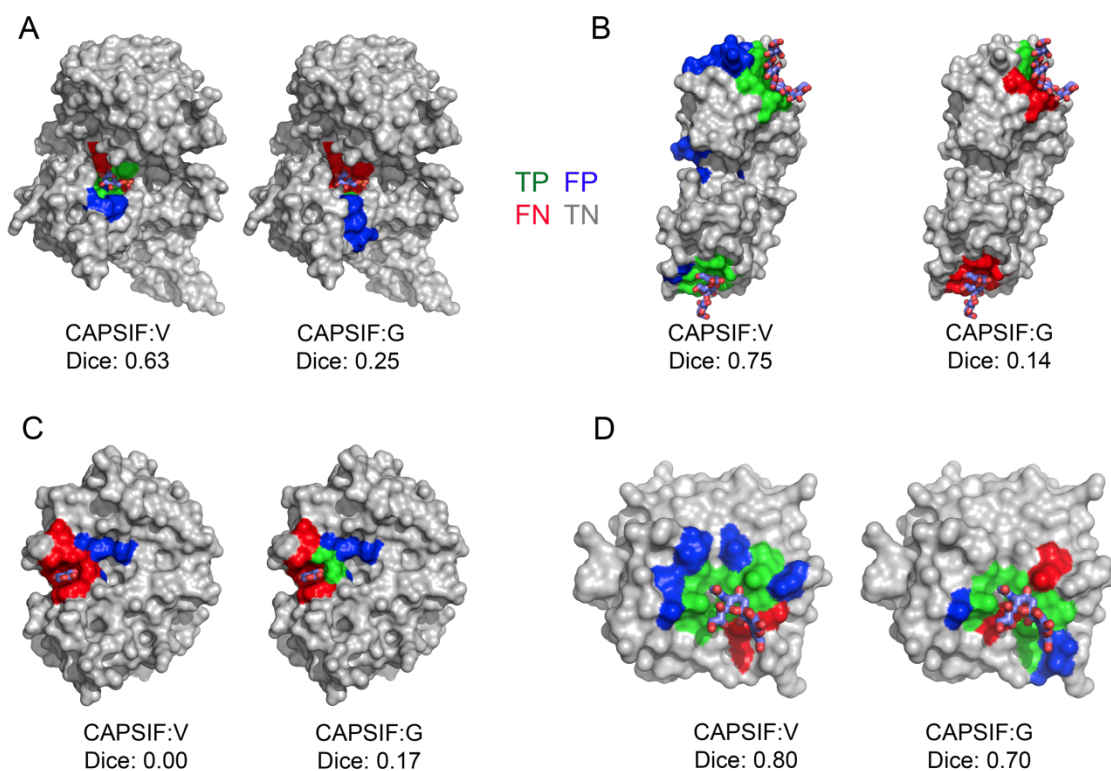 A
B
TP FP
FN TN
CAPSIF:V CAPSIF:G
Dice: 0.63 Dice: 0.25
CAPSIF:V CAPSIF:G
Dice: 0.75 Dice: 0.14
C
D
CAPSIF:V CAPSIF:G
Dice: 0.00 Dice: 0.17
CAPSIF:V CAPSIF:G
Dice: 0.80 Dice: 0.70